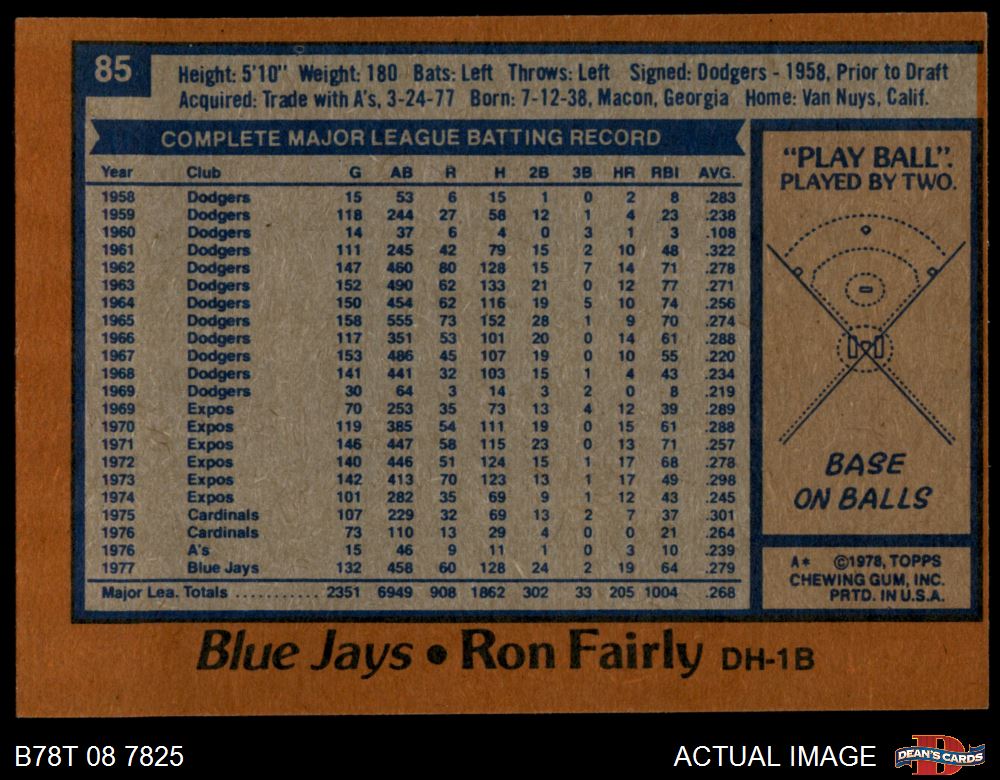 85
Height: 5'10" Weight: 180 Bats: Left Throws: Left Signed: Dodgers - 1958, Prior to Draft
Acquired: Trade with A's, 3-24-77 Born: 7-12-38, Macon, Georgia Home: Van Nuys, Calif.
COMPLETE MAJOR LEAGUE BATTING RECORD
Year Club G AB R H 2B 3B HR RBI AVG.
1958 Dodgers 15 53 6 15 1 0 2 8 .283
1959 Dodgers 118 244 27 58 12 1 4 23 .238
1960 Dodgers 14 37 6 4 0 3 1 3 .108
1961 Dodgers 111 245 42 79 15 2 10 48 .322
1962 Dodgers 147 460 80 128 15 7 14 71 .278
1963 Dodgers 152 490 62 133 21 0 12 77 .271
1964 Dodgers 150 454 62 116 19 5 10 74 .256
1965 Dodgers 158 555 73 152 28 1 9 70 .274
1966 Dodgers 117 351 53 101 20 0 14 61 .288
1967 Dodgers 153 486 45 107 19 0 10 55 .220
1968 Dodgers 141 441 32 103 15 1 4 43 .234
1969 Dodgers 30 64 3 14 3 2 0 8 .219
1969 Expos 70 253 35 73 13 4 12 39 .289
1970 Expos 119 385 54 111 19 0 15 61 .288
1971 Expos 146 447 58 115 23 0 13 71 .257
1972 Expos 140 446 51 124 15 1 17 68 .278
1973 Expos 142 413 70 123 13 1 17 49 .298
1974 Expos 101 282 35 69 9 1 12 43 .245
1975 Cardinals 107 229 32 69 13 2 7 37 .301
1976 Cardinals 73 110 13 29 4 0 0 21 .264
1976 A's 15 46 9 11 1 0 3 10 .239
1977 Blue Jays 132 458 60 128 24 2 19 64 .279
Major Lea. Totals ........... 2351 6949 908 1862 302 33 205 1004 .268
"PLAY BALL".
PLAYED BY TWO.
BASE
ON BALLS
A* ©1978, TOPPS
CHEWING GUM, INC.
PRTD. IN U.S.A.
Blue Jays • Ron Fairly DH-1B
B78T 08 7825
ACTUAL IMAGE
D
DEAN'S CARDS